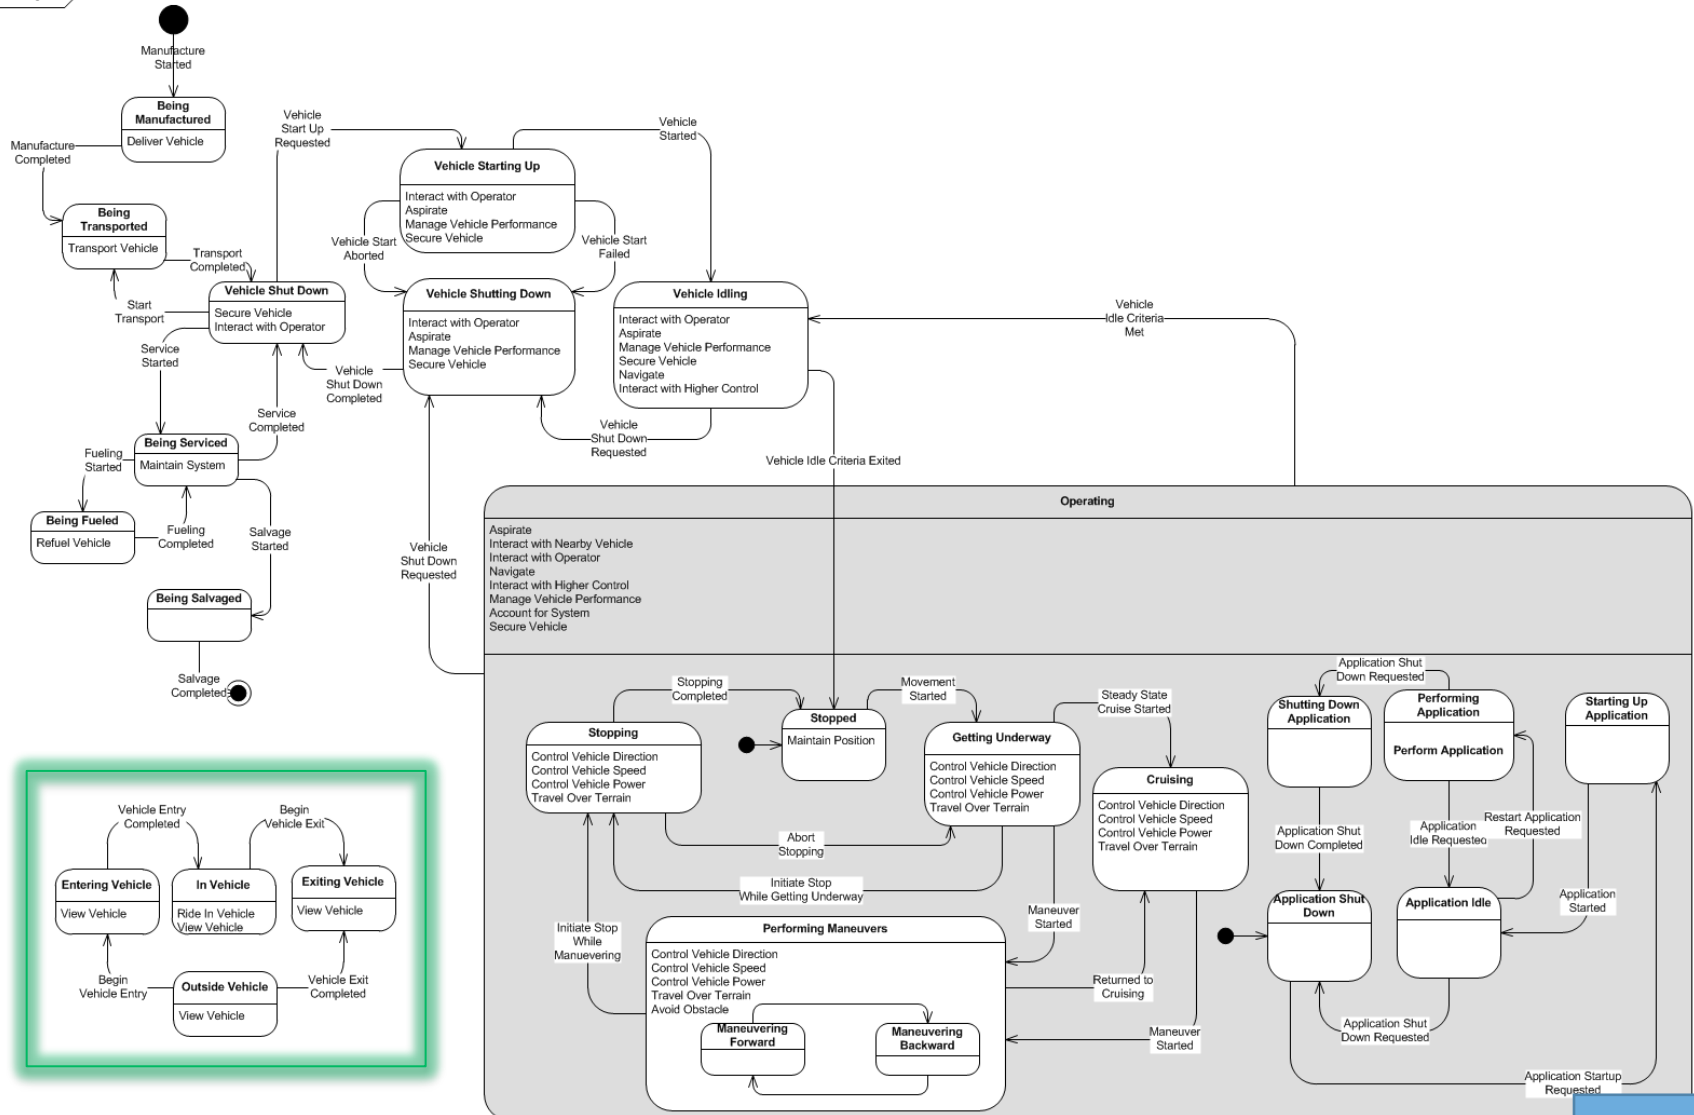 Manufacture
Started
Being
Manufactured
Deliver Vehicle
Manufacture
Completed
Being
Transported
Transport Vehicle
Transport
Completed
Start
Transport
Vehicle Shut Down
Secure Vehicle
Interact with Operator
Vehicle
Start Up
Requested
Vehicle Starting Up
Interact with Operator
Aspirate
Manage Vehicle Performance
Secure Vehicle
Vehicle
Started
Vehicle Start
Aborted
Vehicle Start
Failed
Vehicle Shutting Down
Interact with Operator
Aspirate
Manage Vehicle Performance
Secure Vehicle
Vehicle Idling
Interact with Operator
Aspirate
Manage Vehicle Performance
Secure Vehicle
Navigate
Interact with Higher Control
Vehicle
Idle Criteria
Met
Vehicle
Shut Down
Completed
Vehicle
Shut Down
Requested
Vehicle Idle Criteria Exited
Service
Started
Service
Completed
Being Serviced
Maintain System
Fueling
Started
Being Fueled
Refuel Vehicle
Fueling
Completed
Salvage
Started
Being Salvaged
Salvage
Completed
Vehicle
Shut Down
Requested
Operating
Aspirate
Interact with Nearby Vehicle
Interact with Operator
Navigate
Interact with Higher Control
Manage Vehicle Performance
Account for System
Secure Vehicle
Stopping
Completed
Stopping
Control Vehicle Direction
Control Vehicle Speed
Control Vehicle Power
Travel Over Terrain
Stopped
Maintain Position
Movement
Started
Getting Underway
Control Vehicle Direction
Control Vehicle Speed
Control Vehicle Power
Travel Over Terrain
Steady State
Cruise Started
Cruising
Control Vehicle Direction
Control Vehicle Speed
Control Vehicle Power
Travel Over Terrain
Abort
Stopping
Initiate Stop
While Getting Underway
Initiate Stop
While
Manuevering
Maneuver
Started
Performing Maneuvers
Control Vehicle Direction
Control Vehicle Speed
Control Vehicle Power
Travel Over Terrain
Avoid Obstacle
Maneuvering
Forward
Maneuvering
Backward
Returned to
Cruising
Maneuver
Started
Application Shut
Down Requested
Shutting Down
Application
Performing
Application
Perform Application
Starting Up
Application
Application Shut
Down Completed
Application
Idle Requested
Restart Application
Requested
Application Shut
Down
Application Idle
Application
Started
Application Shut
Down Requested
Application Startup
Requested
Vehicle Entry
Completed
Begin
Vehicle Exit
Entering Vehicle
View Vehicle
In Vehicle
Ride In Vehicle
View Vehicle
Exiting Vehicle
View Vehicle
Begin
Vehicle Entry
Outside Vehicle
View Vehicle
Vehicle Exit
Completed